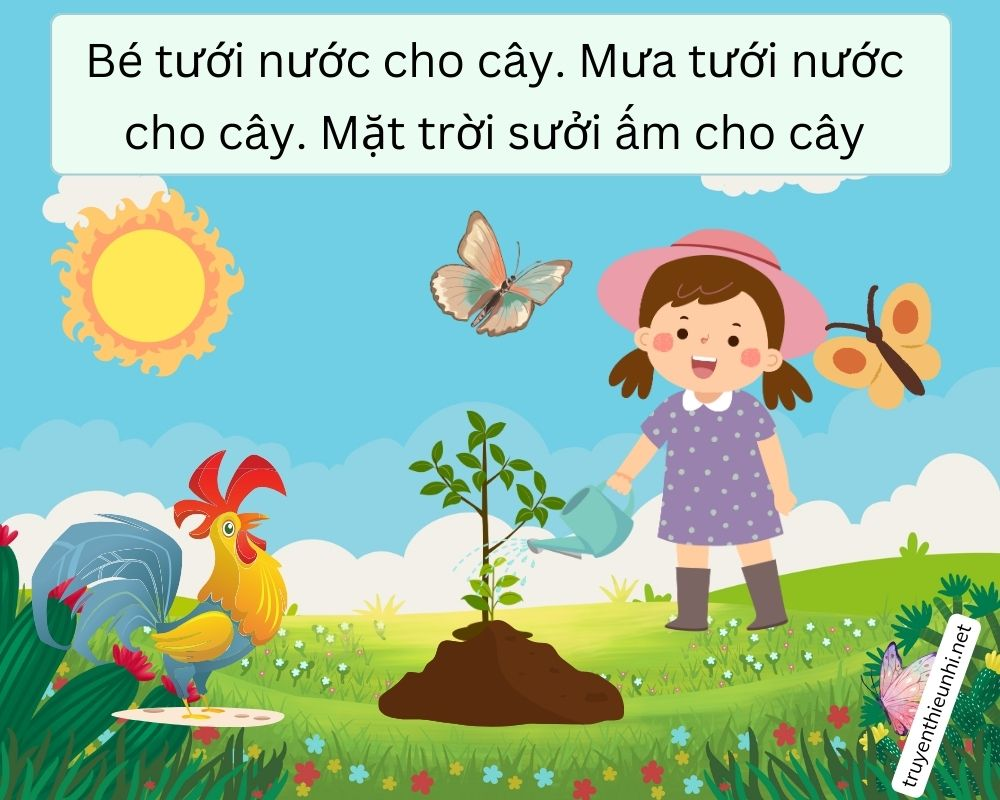 Bé tưới nước cho cây. Mưa tưới nước
cho cây. Mặt trời sưởi ấm cho cây
truyenthieunhi.net